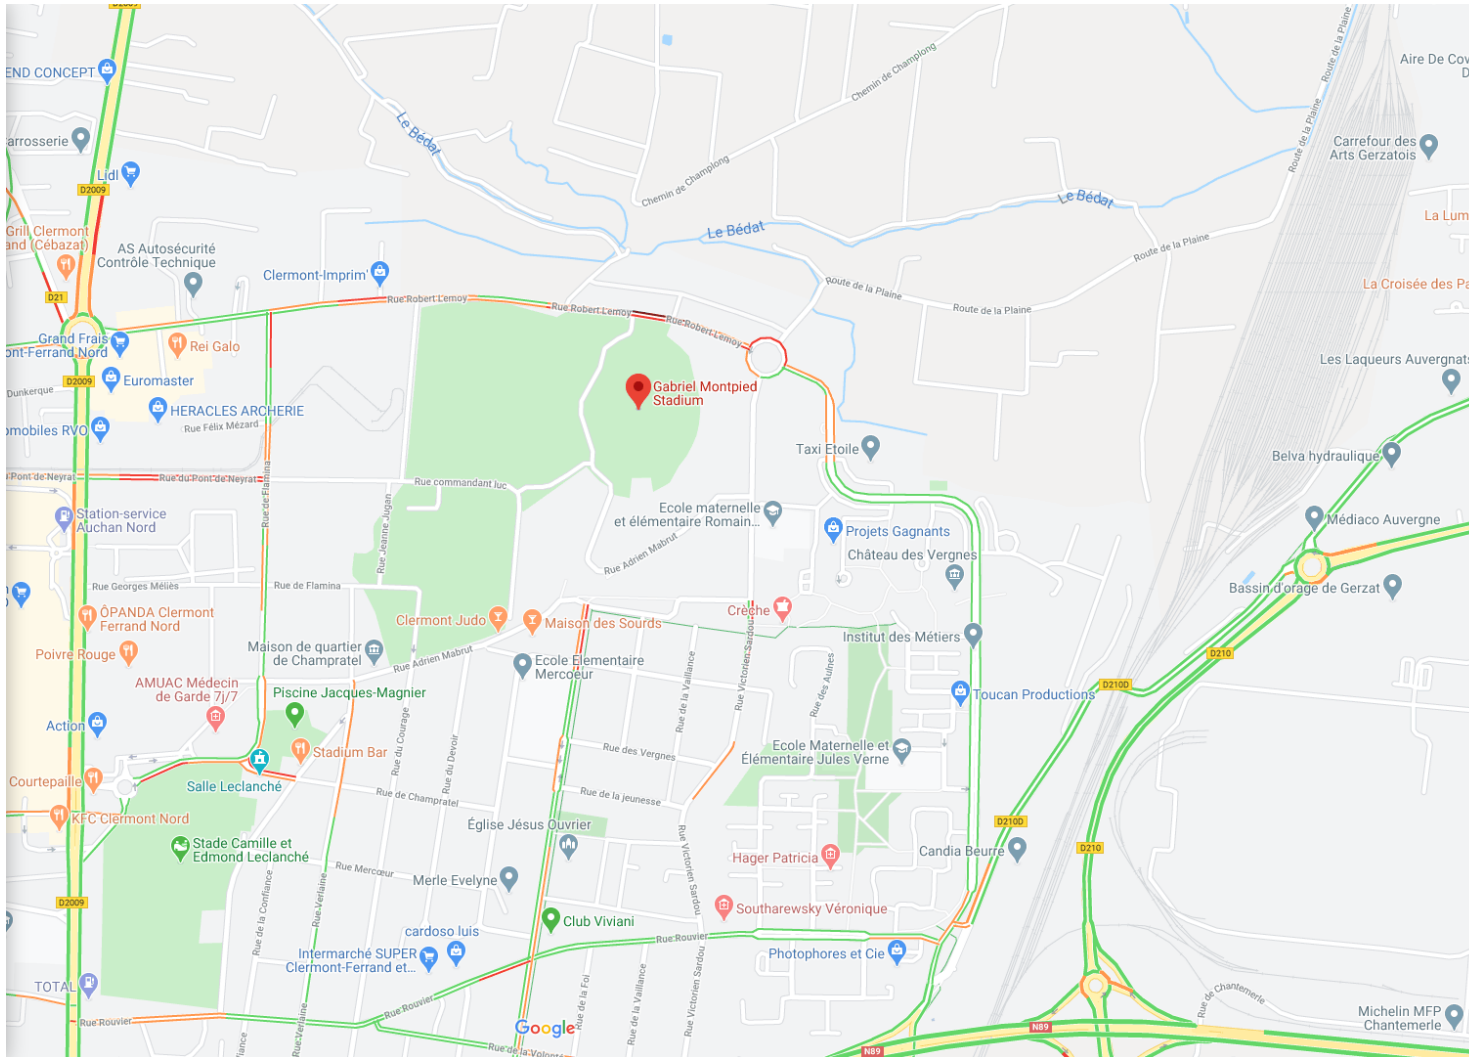 D2009
END CONCEPT
Carrosserie
Lidl
D2009
Grill Clermont
and (Cébazat)
AS Autosécurité
Contrôle Technique
D21
Clermont-Imprim'
Le Bédat
Chemin de Champlong
Chemin de Champlong
Le Bédat
Le Bédat
Route de la Plaine
Route de la Plaine
Route de la Plaine
Route de la Plaine
Route de la Plaine
Route de la Plaine
Aire De Cov
D
Carrefour des
Arts Gerzatois
La Lum
La Croisée des Pa
Les Laqueurs Auvergnats
Rue Robert Lemoy
Rue Robert Lemoy
Rue Robert Lemoy
Grand Frais
ont-Ferrand Nord
Rei Galo
Dunkerque
D2009
Euromaster
HERACLES ARCHERIE
Rue Félix Mézard
omobiles RVO
Gabriel Montpied
Stadium
Taxi Etoile
Belva hydraulique
Pont de Neyrat
Rue du Pont de Neyrat
Rue de Flamina
Rue commandant luc
Rue Jeanne Jugan
Station-service
Auchan Nord
Ecole maternelle
et élémentaire Romain...
Projets Gagnants
Médiaco Auvergne
Château des Vergnes
Rue Adrien Mabrut
Rue Georges Méliès
Rue de Flamina
Bassin d'orage de Gerzat
ÔPANDA Clermont
Ferrand Nord
Clermont Judo
Maison des Sourds
Crèche
Institut des Métiers
Poivre Rouge
Maison de quartier
de Champratel
Rue Adrien Mabrut
Ecole Elementaire
Mercoeur
Rue de la Vaillance
Rue Victorien Sardou
Rue des Aulnes
D210
D210D
AMUAC Médecin
de Garde 7j/7
Piscine Jacques-Magnier
Toucan Productions
Action
Stadium Bar
Rue du Courage
Rue du Devoir
Rue des Vergnes
Ecole Maternelle et
Élémentaire Jules Verne
Courtepaille
Salle Leclanché
Rue de Champratel
Rue de la jeunesse
KFC Clermont Nord
Stade Camille et
Edmond Leclanché
Église Jésus Ouvrier
Rue Victorien Sardou
Hager Patricia
D210D
Candia Beurre
D210
Rue Mercœur
Merle Evelyne
D2009
Rue de la Confiance
Rue Verlaine
Southarewsky Véronique
Club Viviani
cardoso luis
Intermarché SUPER
Clermont-Ferrand et...
Rue Rouvier
Photophores et Cie
TOTAL
Rue Rouvier
Rue Rouvier
Rue de la Foi
Rue de la Vaillance
Rue Victorien Sardou
Rue Verlaine
fiance
Google
Rue de la Volonté
N89
N89
Rue de Chantemerle
Michelin MFP
Chantemerle